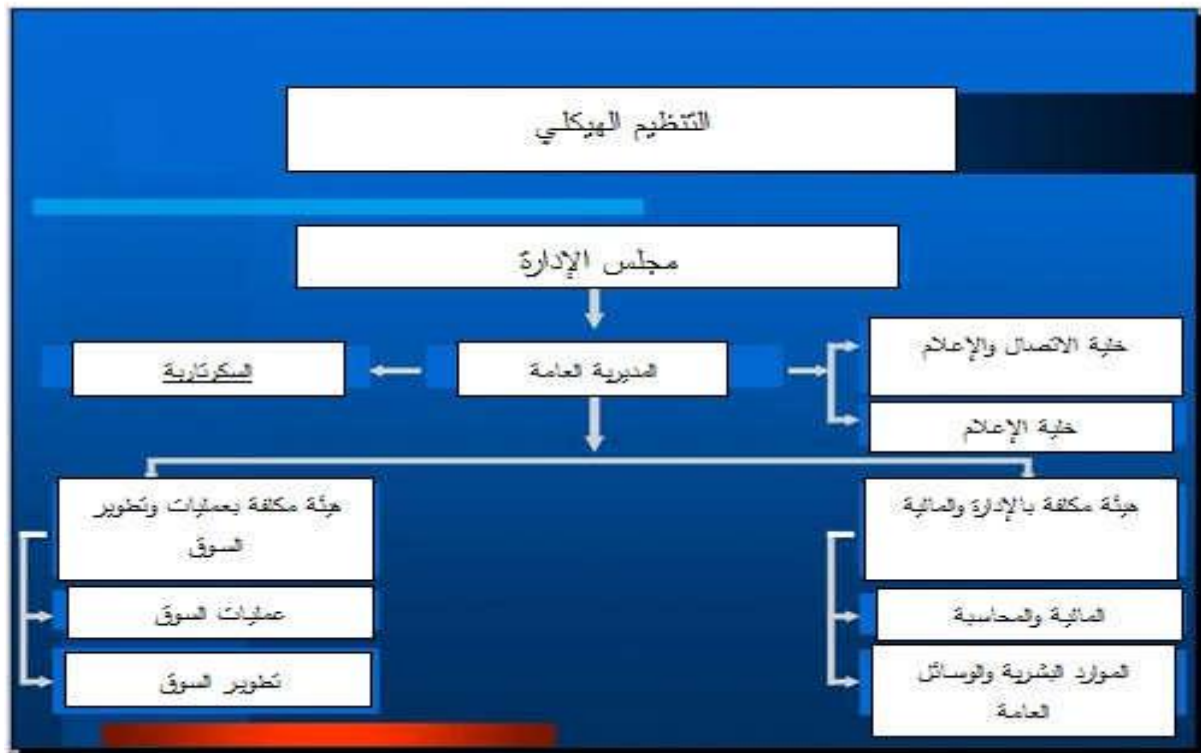 التنظيم الهيكلي
مجلس الإدارة
خلية الاتصال والإعلام
المديرية العامة
السكرتارية
خلية الإعلام
هيئة مكلفة بالإدارة والمالية
هيئة مكلفة بعمليات وتطوير
السوق
المالية والمحاسبة
عمليات السوق
الموارد البشرية والوسائل
العامة
تطوير السوق